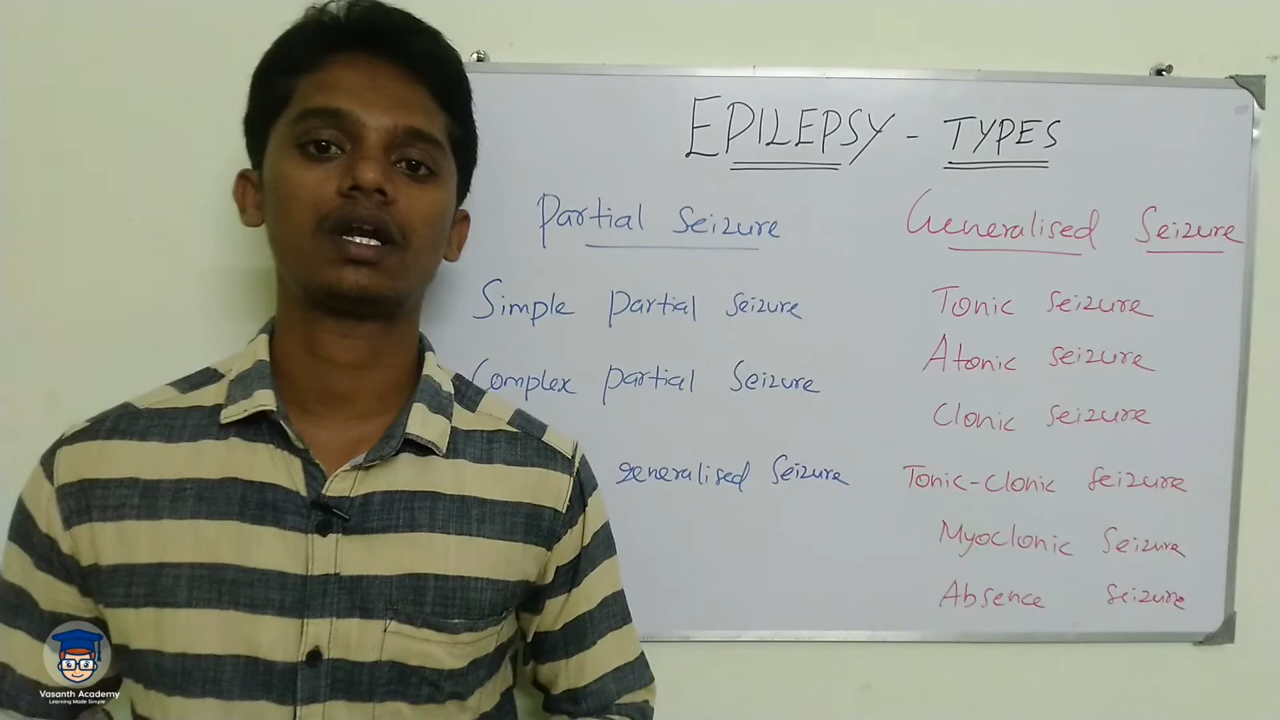 EPILEPSY - TYPES
Partial Seizure
Simple Partial Seizure
Complex partial Seizure
generalised Seizure
Generalised Seizure
Tonic Seizure
Atonic Seizure
Clonic Seizure
Tonic-clonic Seizure
Myoclonic Seizure
Absence Seizure
Vasanth Academy
Learning Made Simple